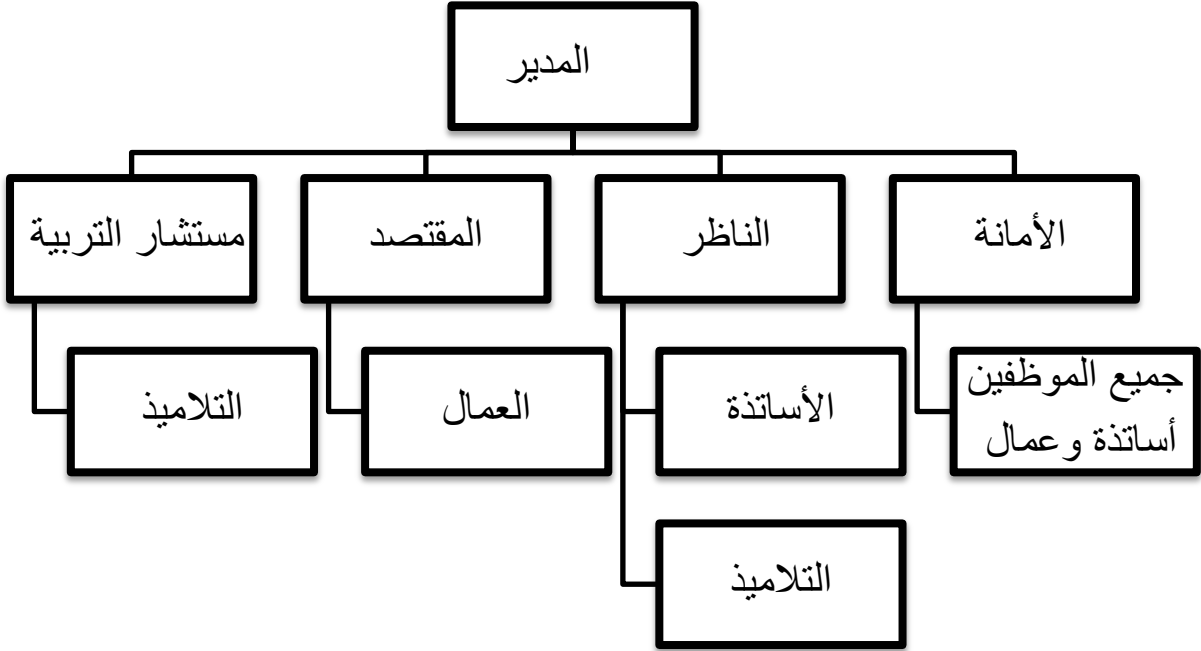 المدير
الأمانة
الناظر
المقتصد
مستشار التربية
جميع الموظفين
أساتذة وعمال
الأساتذة
العمال
التلاميذ
التلاميذ